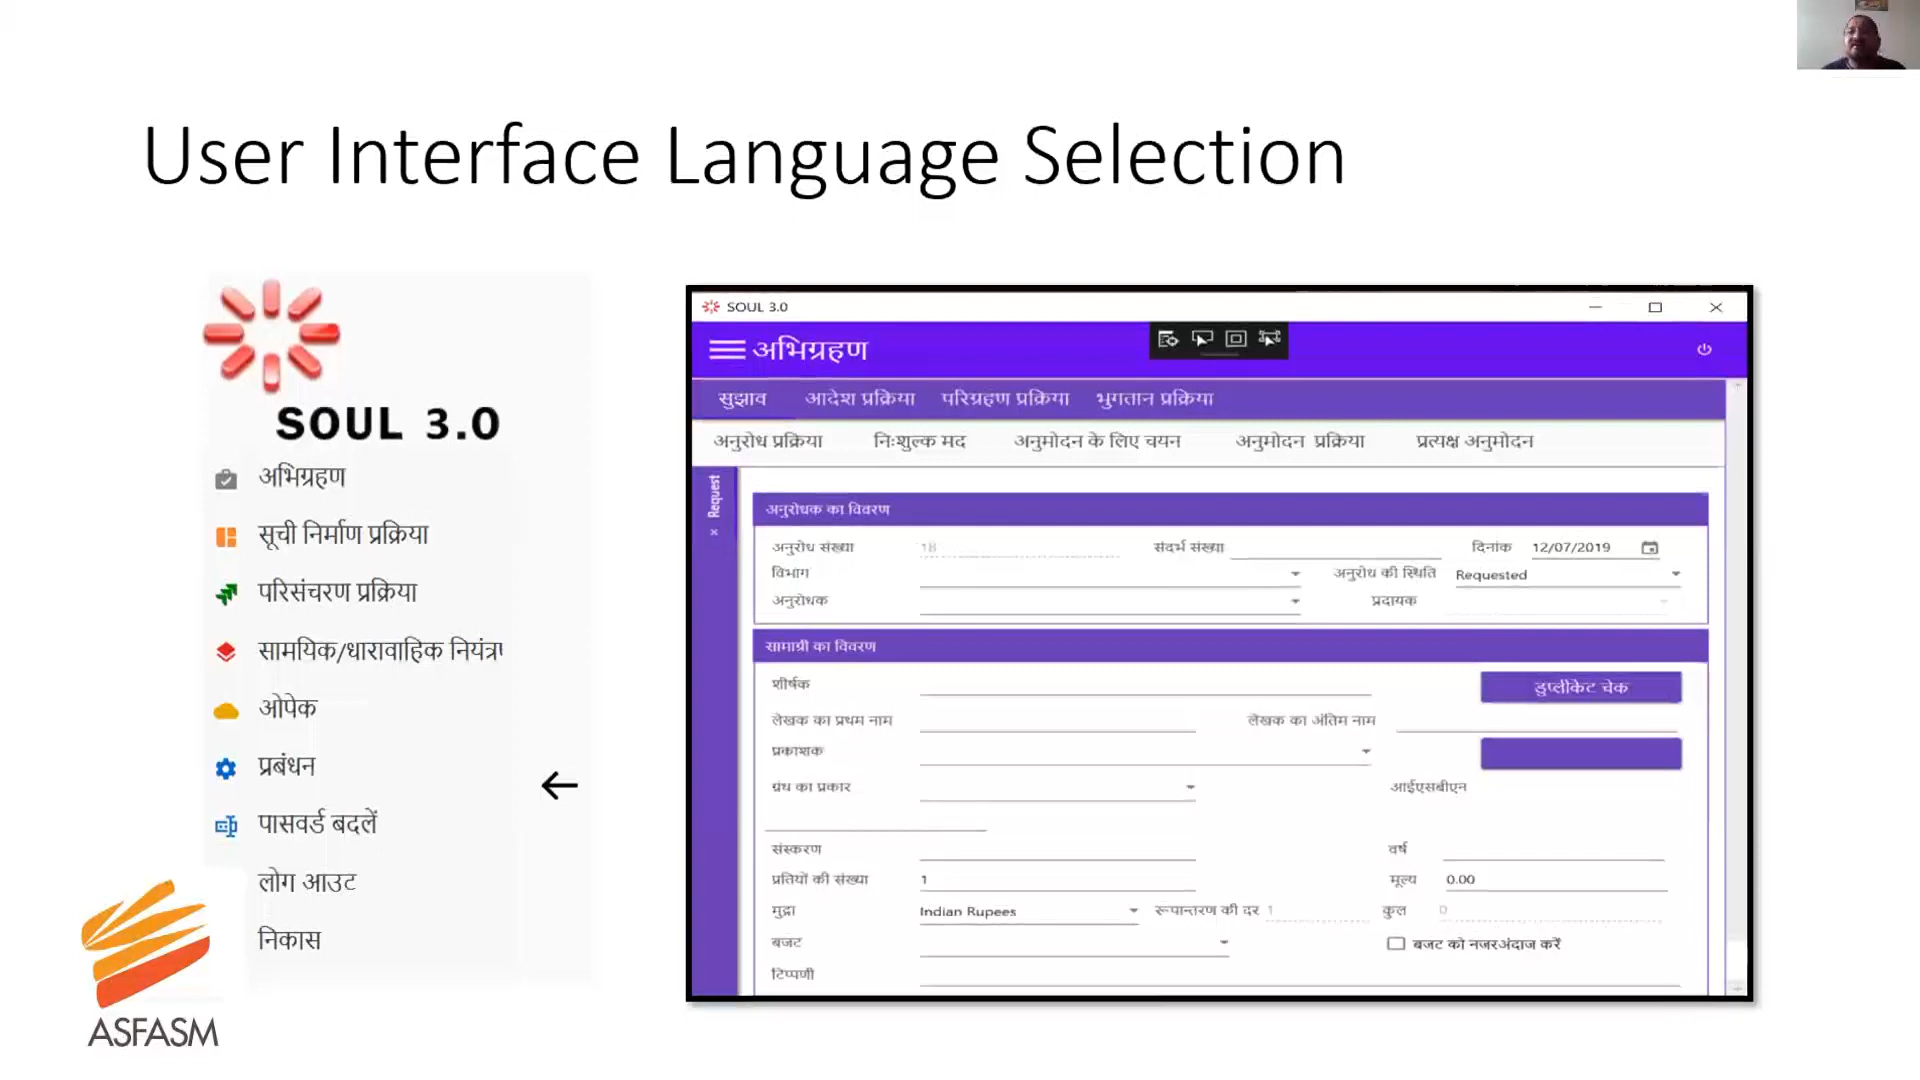 User Interface Language Selection
SOUL 3.0
अभिग्रहण
सूची निर्माण प्रक्रिया
परिसंचरण प्रक्रिया
सामयिक/धारावाहिक
ओपेक
प्रबंधन
पासवर्ड बदलें
लोग आउट
निकास
ASFASM
SOUL 3.0
अभिग्रहण
सुझाव आदेश प्रक्रिया परिग्रहण प्रक्रिया भुगतान प्रक्रिया
अनुरोध प्रक्रिया निःशुल्क मद अनुमोदन के लिए चयन अनुमोदन प्रक्रिया प्रत्यक्ष अनुमोदन
Request
अनुरोधक का विवरण
अनुरोध संख्या 18 संदर्भ संख्या दिनांक 12/07/2019
विभाग अनुरोध की स्थिति Requested
अनुरोधक प्रदायक
सामाग्री का विवरण
शीर्षक डुप्लीकेट चेक
लेखक का प्रथम नाम लेखक का अंतिम नाम
प्रकाशक
ग्रंथ का प्रकार आईएसबीएन
संस्करण वर्ष
प्रतियों की संख्या 1 मूल्य 0.00
मुद्रा Indian Rupees रूपान्तरण की दर 1 कुल 0
बजट बजट को नजरअंदाज करें
टिप्पणी